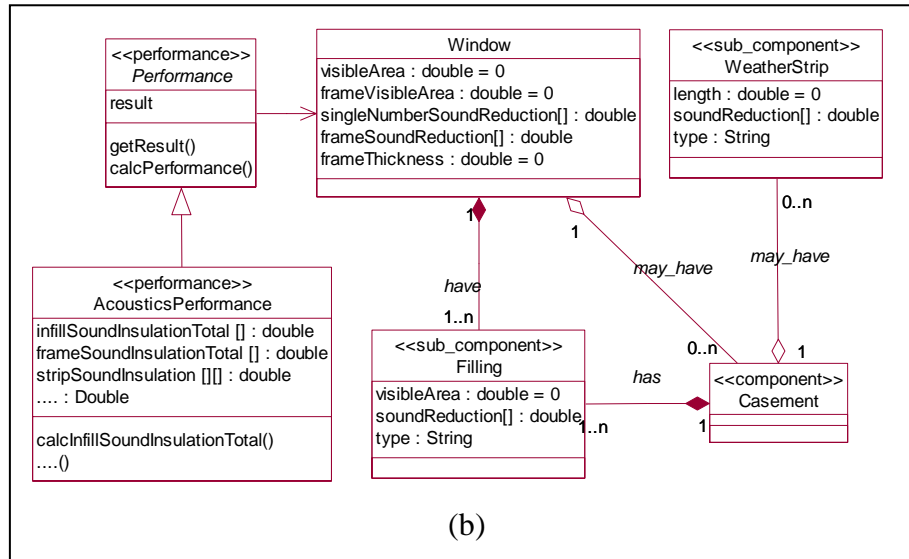 <<performance>>
Performance
result
getResult()
calcPerformance()
Window
visibleArea : double = 0
frameVisibleArea : double = 0
singleNumberSoundReduction[] : double
frameSoundReduction[] : double
frameThickness : double = 0
<<sub_component>>
WeatherStrip
length : double = 0
soundReduction[] : double
type : String
1
1
0..n
have
may_have
may_have
1..n
0..n
1
<<performance>>
AcousticsPerformance
infillSoundInsulationTotal [] : double
frameSoundInsulationTotal [] : double
stripSoundInsulation [][] : double
.... : Double
calcInfillSoundInsulationTotal()
....()
<<sub_component>>
Filling
visibleArea : double = 0
soundReduction[] : double
type : String
has
1..n
1
<<component>>
Casement
(b)